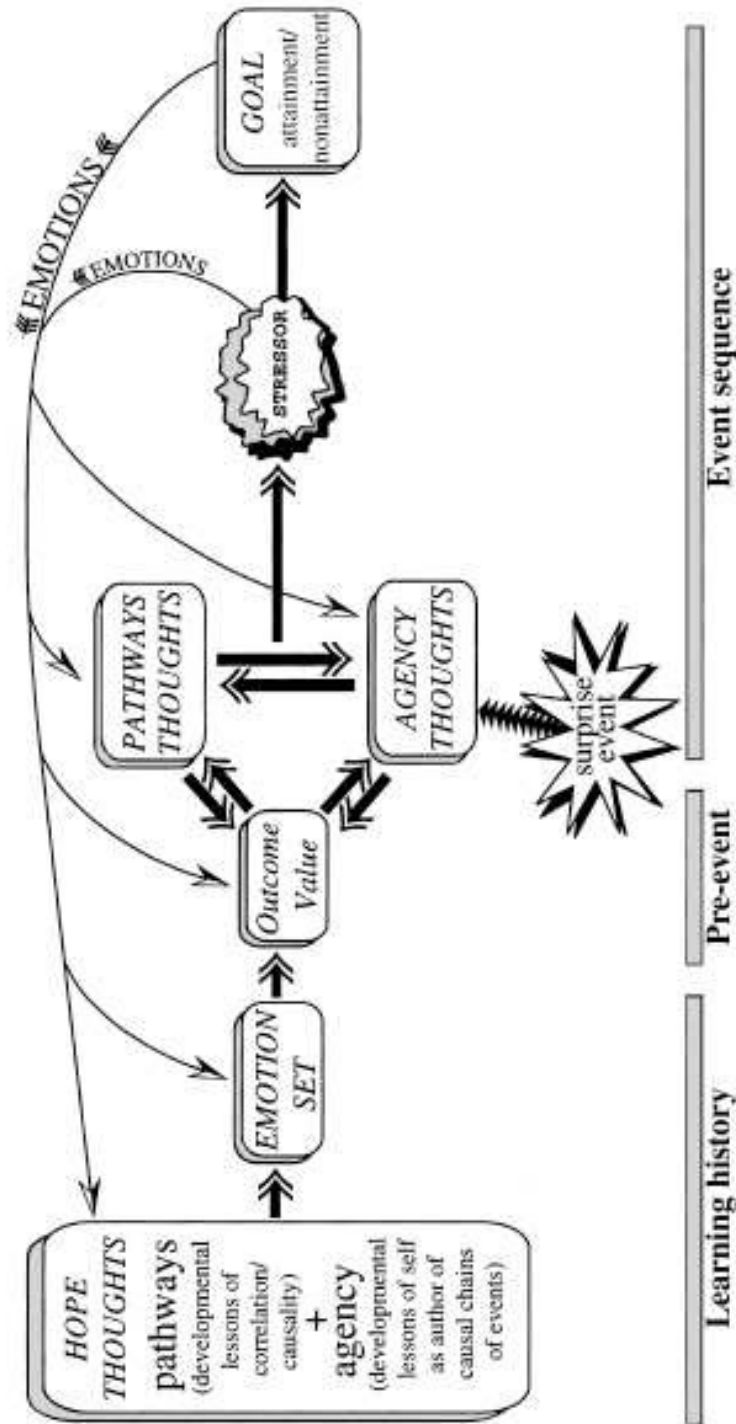 HOPE
THOUGHTS
pathways
(developmental
lessons of
correlation/
causality)
+
agency
(developmental
lessons of self
as author of
causal chains
of events)
EMOTION
SET
Outcome
Value
PATHWAYS
THOUGHTS
AGENCY
THOUGHTS
surprise
event
STRESSOR
EMOTIONS
EMOTIONS
GOAL
attainment/
nonattainment
Learning history
Pre-event
Event sequence